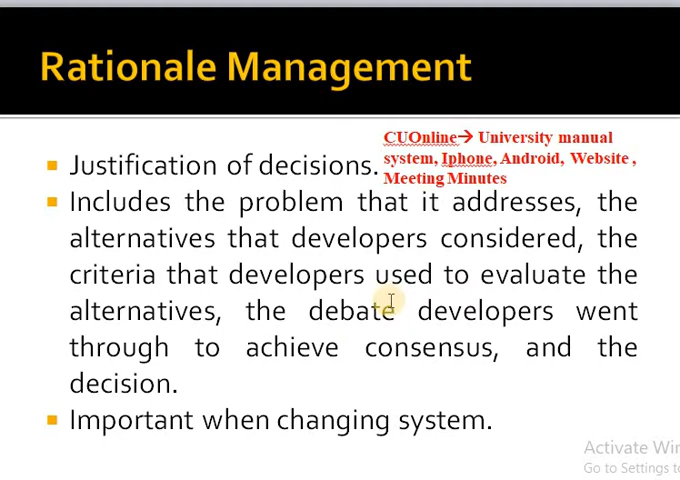 Rationale Management
CUOnline→ University manual
system, Iphone, Android, Website ,
Meeting Minutes
Justification of decisions.
Includes the problem that it addresses, the
alternatives that developers considered, the
criteria that developers used to evaluate the
alternatives, the debate developers went
through to achieve consensus, and the
decision.
Important when changing system.
Activate Win
Go to Settings to